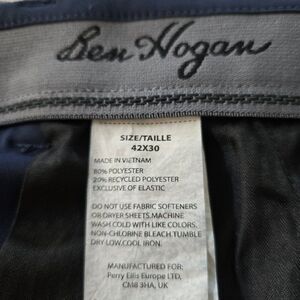 Ben Hogan
SIZE/TAILLE
42X30
MADE IN VIETNAM
80% POLYESTER
20% RECYCLED POLYESTER
EXCLUSIVE OF ELASTIC
DO NOT USE FABRIC SOFTENERS
OR DRYER SHEETS.MACHINE
WASH COLD WITH LIKE COLORS.
NON-CHLORINE BLEACH.TUMBLE
DRY LOW.COOL IRON.
MANUFACTURED FOR:
Perry Ellis Europe LTD,
CM8 3HA, UK